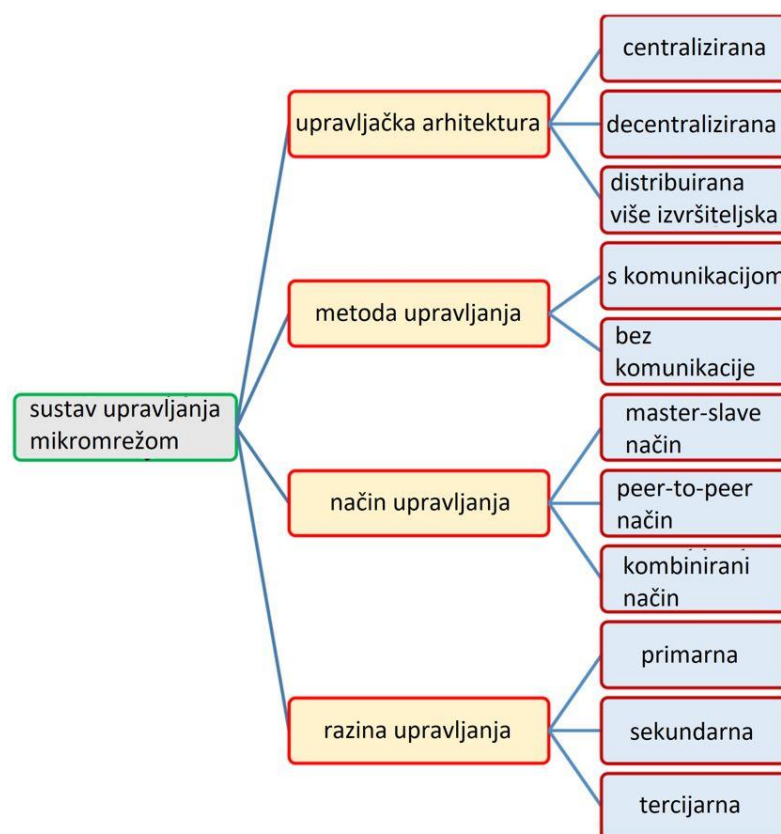 sustav upravljanja
mikromrežom
upravljačka arhitektura
centralizirana
decentralizirana
distribuirana
više izvršiteljska
metoda upravljanja
s komunikacijom
bez
komunikacije
način upravljanja
master-slave
način
peer-to-peer
način
kombinirani
način
razina upravljanja
primarna
sekundarna
tercijarna